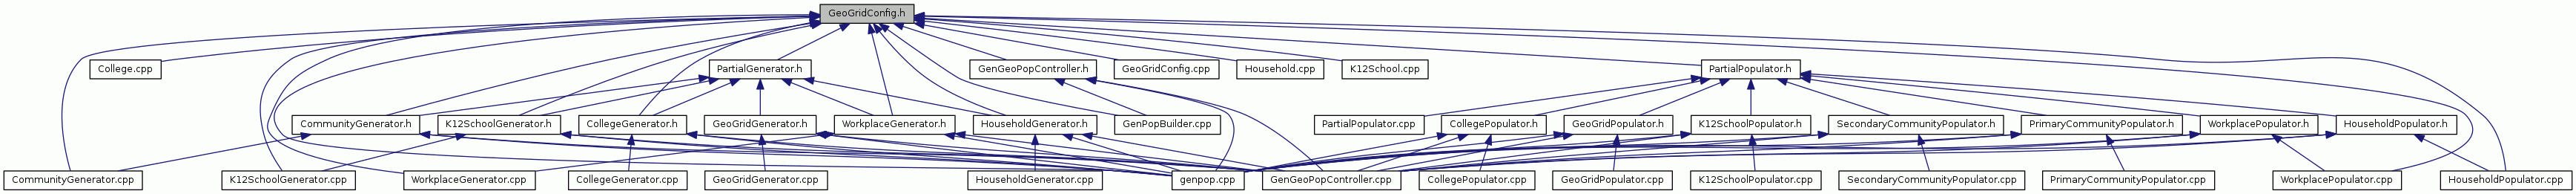 GeoGridConfig.h
College.cpp
PartialGenerator.h
GenGeoPopController.h
GeoGridConfig.cpp
Household.cpp
K12School.cpp
PartialPopulator.h
CommunityGenerator.h
K12SchoolGenerator.h
CollegeGenerator.h
GeoGridGenerator.h
WorkplaceGenerator.h
HouseholdGenerator.h
GenPopBuilder.cpp
PartialPopulator.cpp
CollegePopulator.h
GeoGridPopulator.h
K12SchoolPopulator.h
SecondaryCommunityPopulator.h
PrimaryCommunityPopulator.h
WorkplacePopulator.h
HouseholdPopulator.h
CommunityGenerator.cpp
K12SchoolGenerator.cpp
WorkplaceGenerator.cpp
CollegeGenerator.cpp
GeoGridGenerator.cpp
HouseholdGenerator.cpp
genpop.cpp
GenGeoPopController.cpp
CollegePopulator.cpp
GeoGridPopulator.cpp
K12SchoolPopulator.cpp
SecondaryCommunityPopulator.cpp
PrimaryCommunityPopulator.cpp
WorkplacePopulator.cpp
HouseholdPopulator.cpp